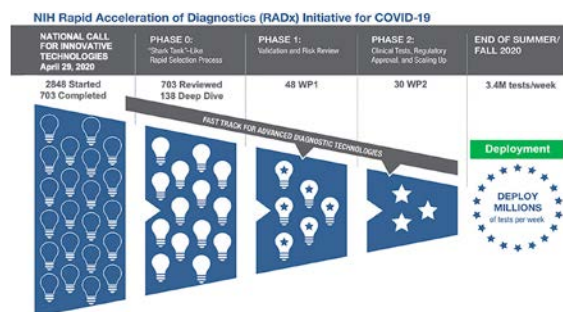 NIH Rapid Acceleration of Diagnostics (RADx) Initiative for COVID-19
NATIONAL CALL
FOR INNOVATIVE
TECHNOLOGIES
April 29, 2020
PHASE 0:
"Shark Tank"–Like
Rapid Selection Process
PHASE 1:
Validation and Risk Review
PHASE 2:
Clinical Tests, Regulatory
Approval, and Scaling Up
END OF SUMMER/
FALL 2020
2848 Started
703 Completed
703 Reviewed
138 Deep Dive
48 WP1
30 WP2
3.4M tests/week
FAST TRACK FOR ADVANCED DIAGNOSTIC TECHNOLOGIES
Deployment
DEPLOY
MILLIONS
of tests per week